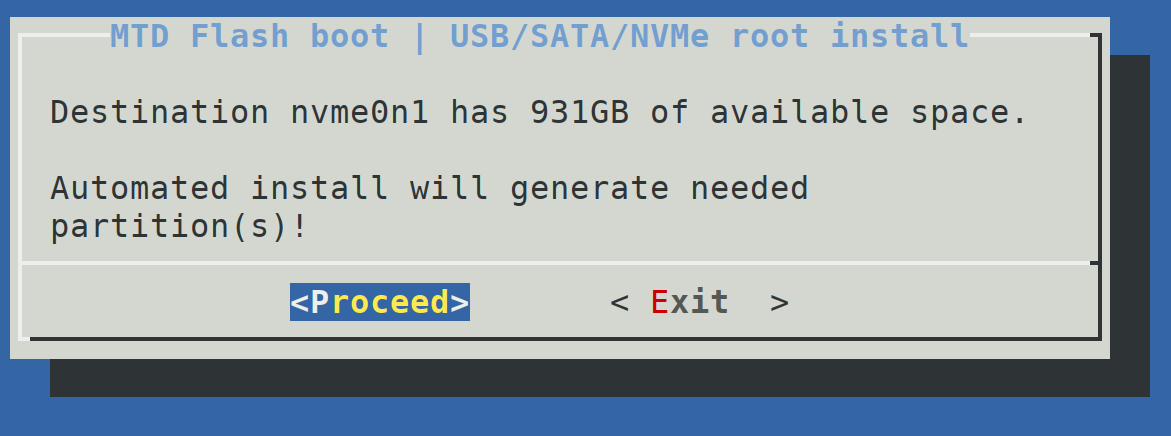 MTD Flash boot | USB/SATA/NVMe root install
Destination nvme0n1 has 931GB of available space.
Automated install will generate needed
partition(s)!
<Proceed> < Exit >